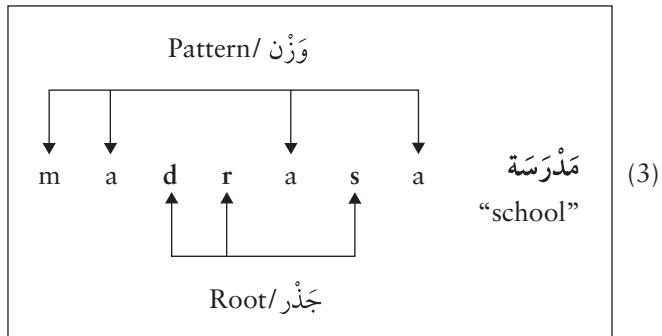 Pattern/ وَزْن
m a d r a s a مَدْرَسَة (3)
“school”
Root/ جَذْر